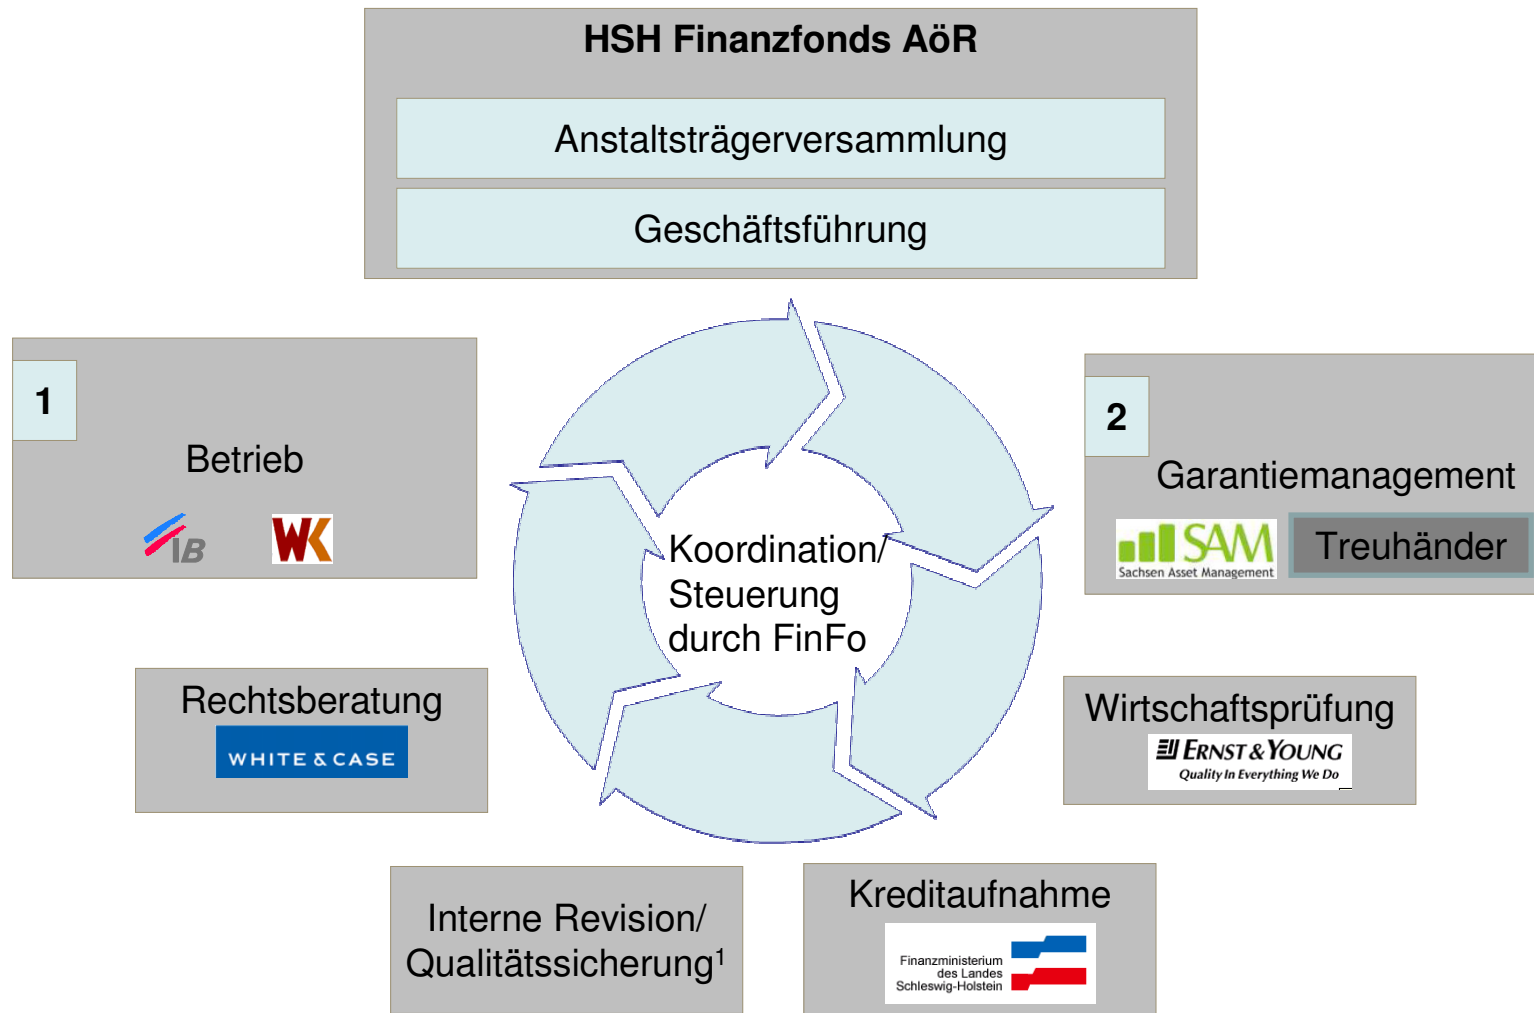 HSH Finanzfonds AöR
Anstaltsträgerversammlung
Geschäftsführung
1
Betrieb
IB
WK
2
Garantiemanagement
SAM
Sachsen Asset Management
Treuhänder
Koordination/
Steuerung
durch FinFo
Rechtsberatung
WHITE & CASE
Wirtschaftsprüfung
ERNST & YOUNG
Quality In Everything We Do
Interne Revision/
Qualitätssicherung¹
Kreditaufnahme
Finanzministerium
des Landes
Schleswig-Holstein